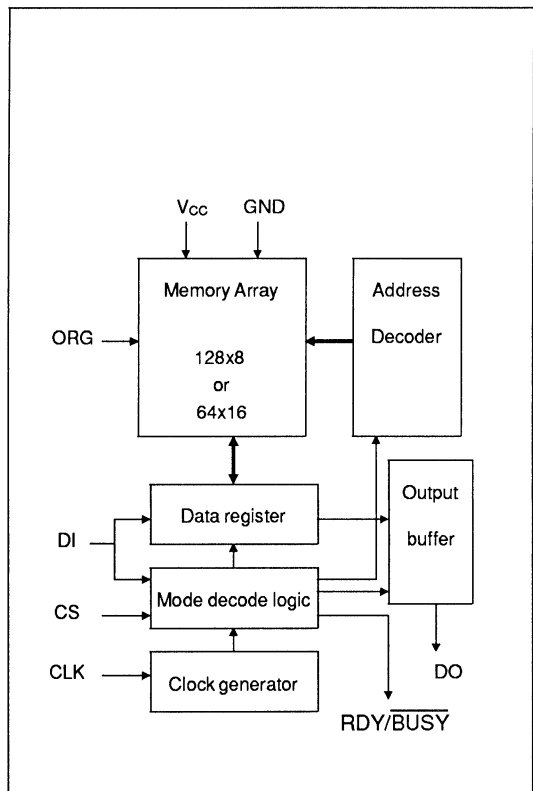 Vcc GND
Memory Array
Address
Decoder
ORG
128x8
or
64x16
Data register
Output
buffer
DI
Mode decode logic
CS
CLK
Clock generator
DO
RDY/BUSY